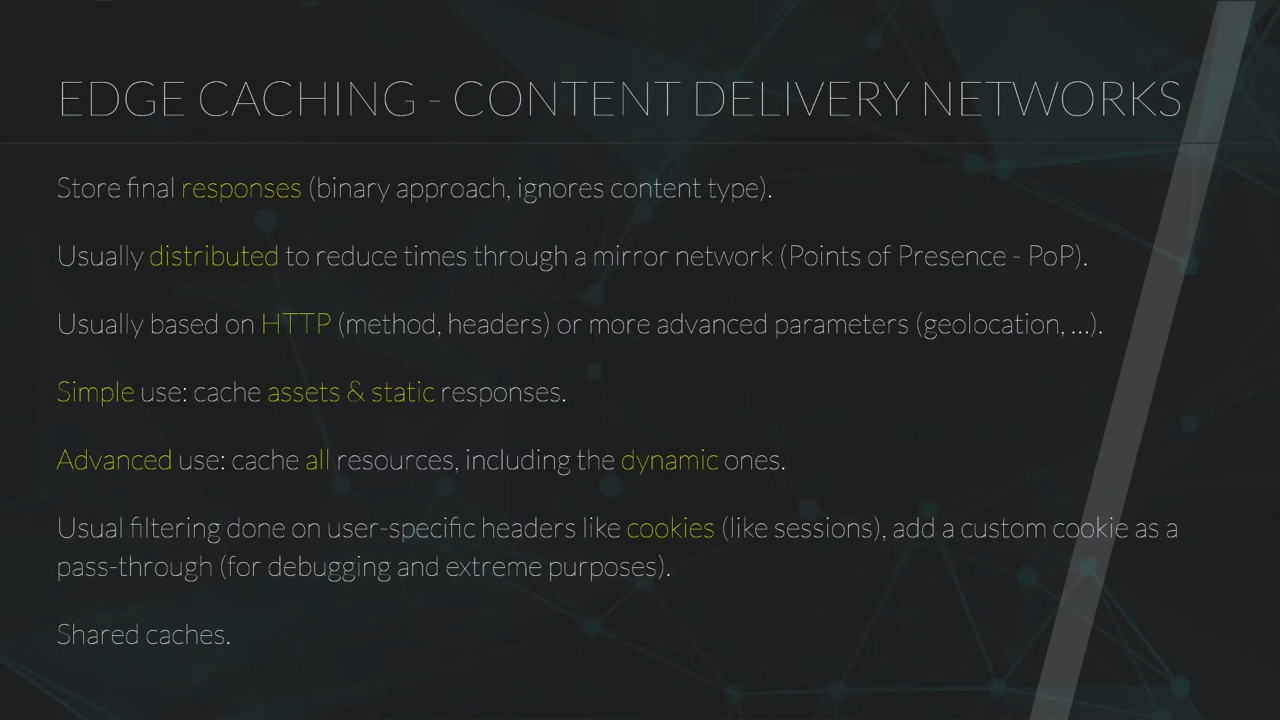 EDGE CACHING - CONTENT DELIVERY NETWORKS
Store final responses (binary approach, ignores content type).
Usually distributed to reduce times through a mirror network (Points of Presence - PoP).
Usually based on HTTP (method, headers) or more advanced parameters (geolocation, ...).
Simple use: cache assets & static responses.
Advanced use: cache all resources, including the dynamic ones.
Usual filtering done on user-specific headers like cookies (like sessions), add a custom cookie as a
pass-through (for debugging and extreme purposes).
Shared caches.